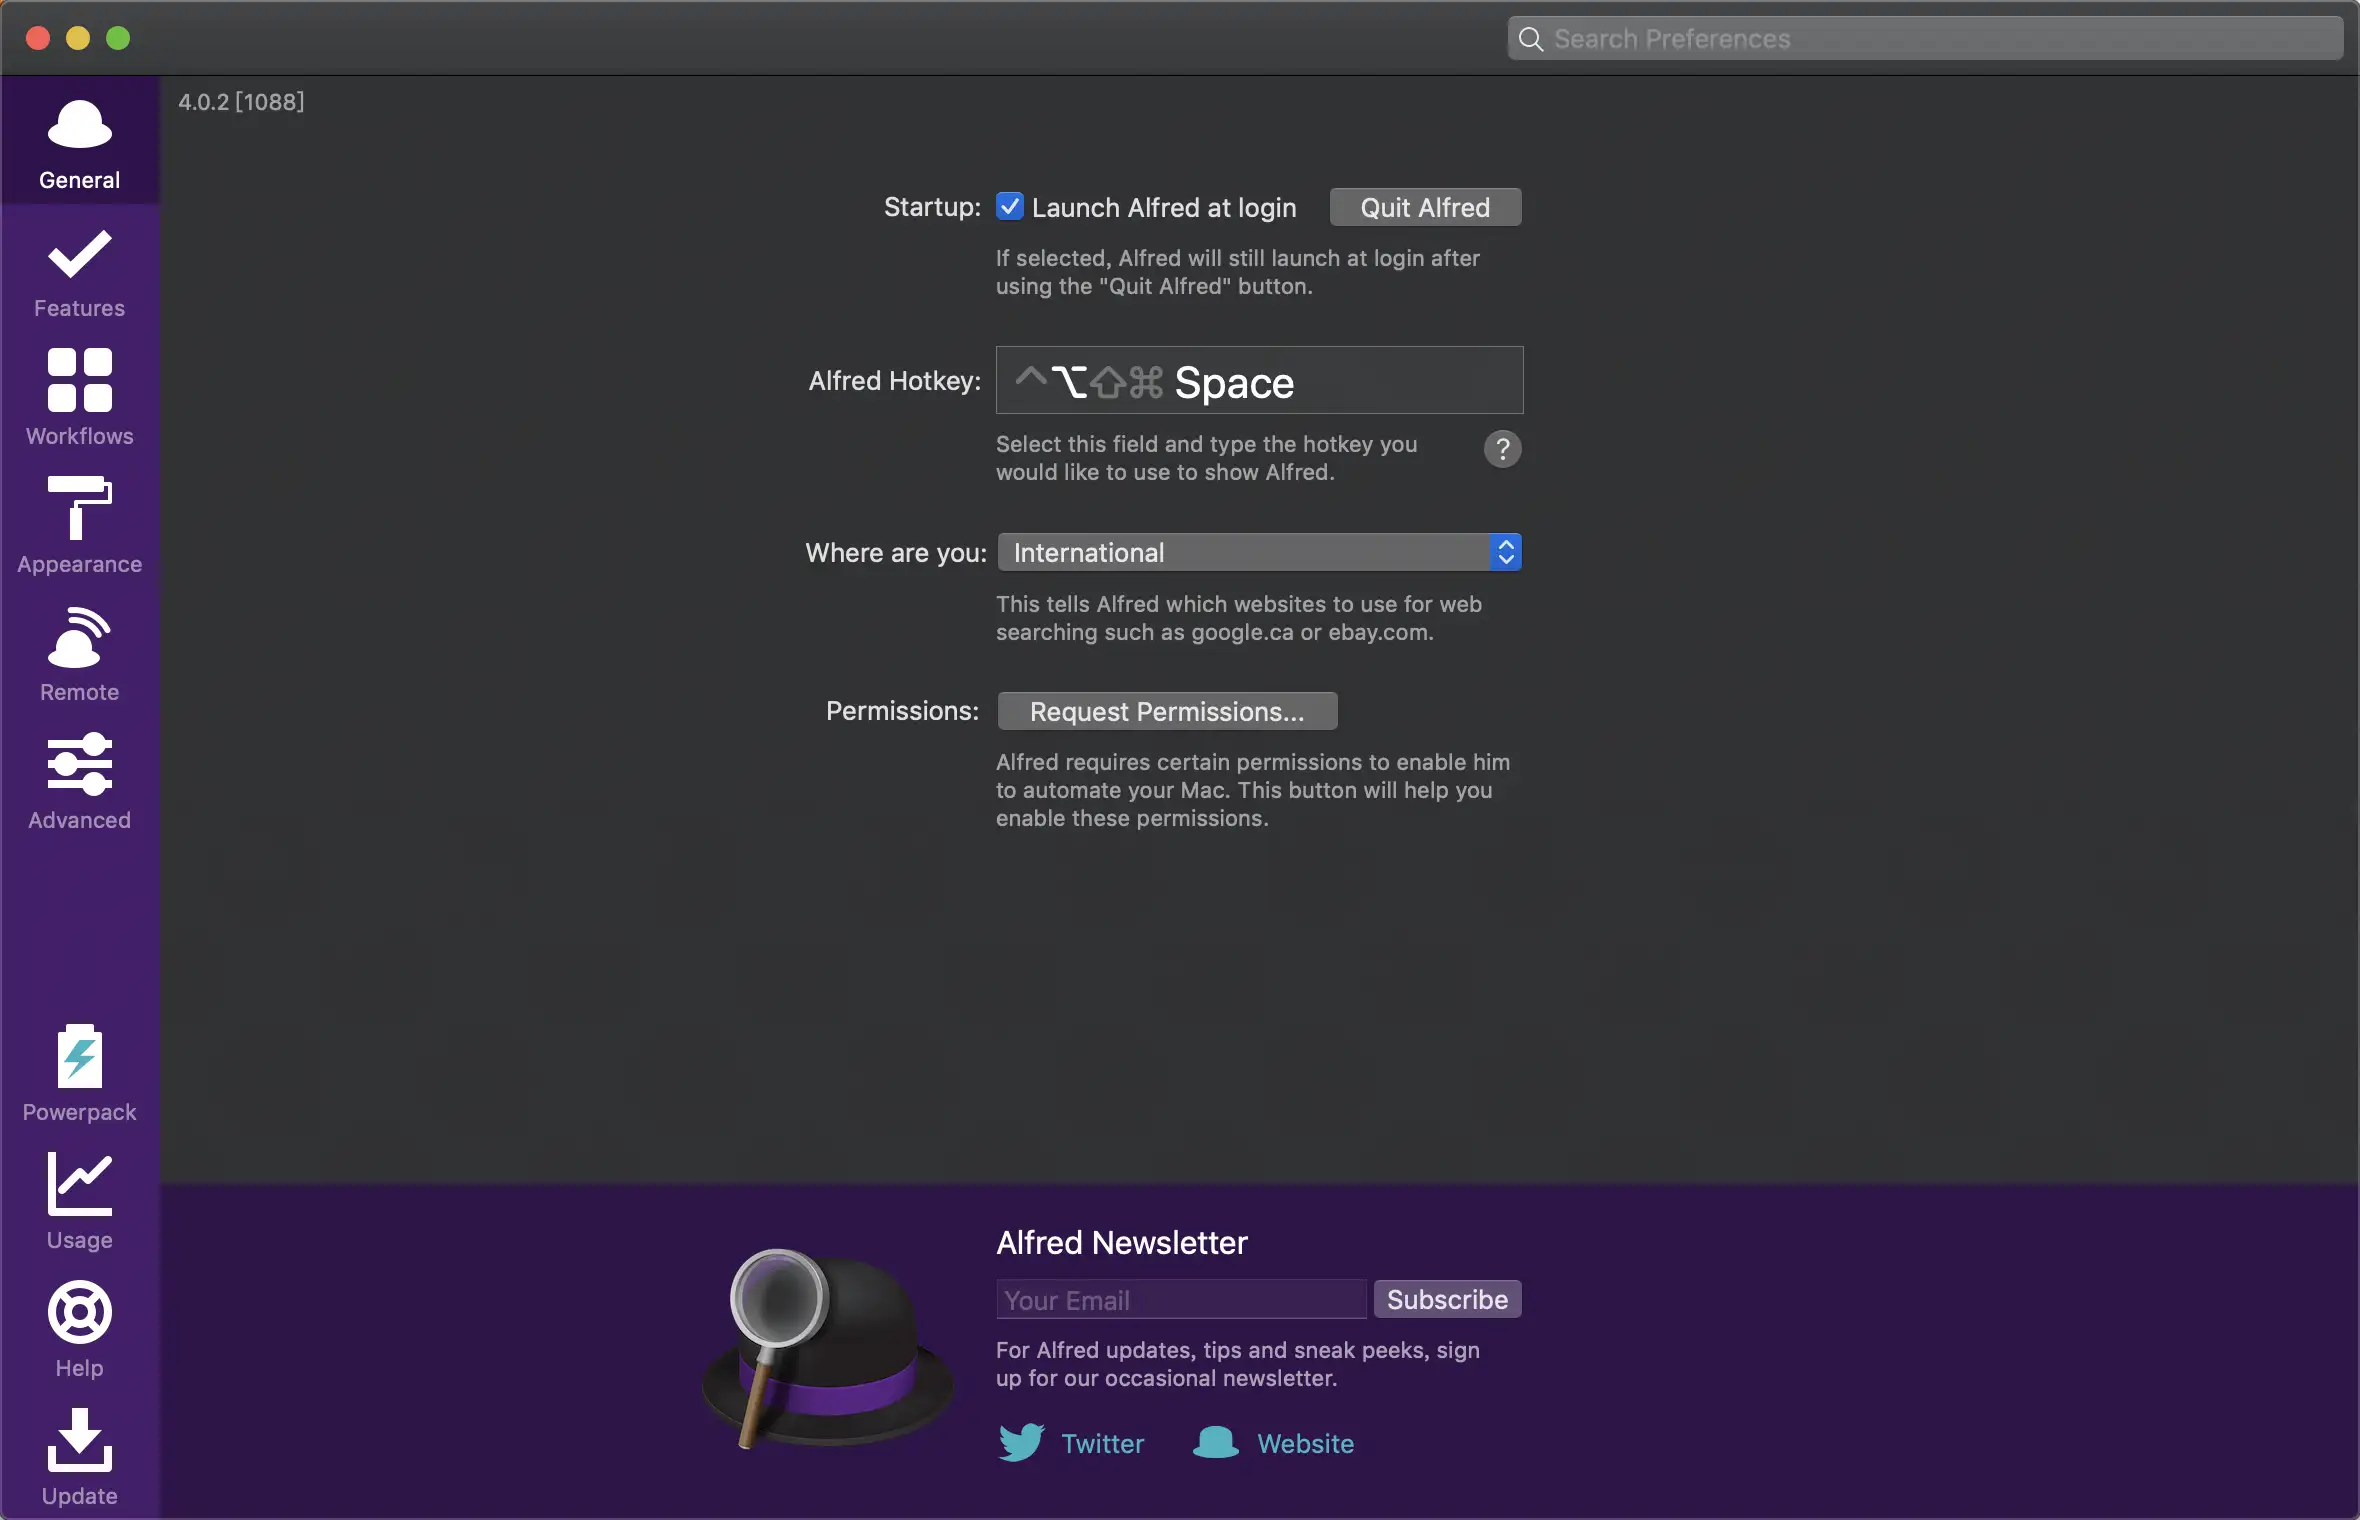 Search Preferences
4.0.2 [1088]
General
Features
Workflows
Appearance
Remote
Advanced
Powerpack
Usage
Help
Update
Startup: Launch Alfred at login Quit Alfred
If selected, Alfred will still launch at login after
using the "Quit Alfred" button.
Alfred Hotkey: ^⌥⇧⌘ Space
Select this field and type the hotkey you ?
would like to use to show Alfred.
Where are you: International
This tells Alfred which websites to use for web
searching such as google.ca or ebay.com.
Permissions: Request Permissions...
Alfred requires certain permissions to enable him
to automate your Mac. This button will help you
enable these permissions.
Alfred Newsletter
Your Email Subscribe
For Alfred updates, tips and sneak peeks, sign
up for our occasional newsletter.
Twitter Website